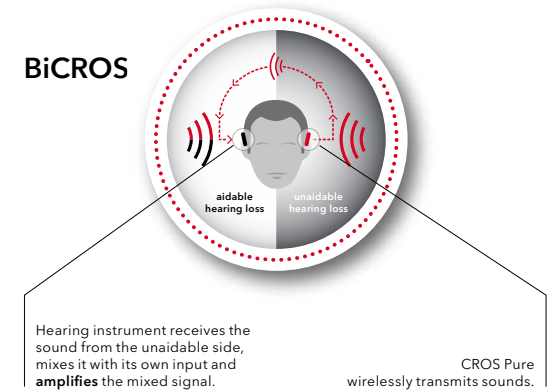 BiCROS
aidable
hearing loss
unaidable
hearing loss
Hearing instrument receives the
sound from the unaidable side,
mixes it with its own input and
amplifies the mixed signal.
CROS Pure
wirelessly transmits sounds.